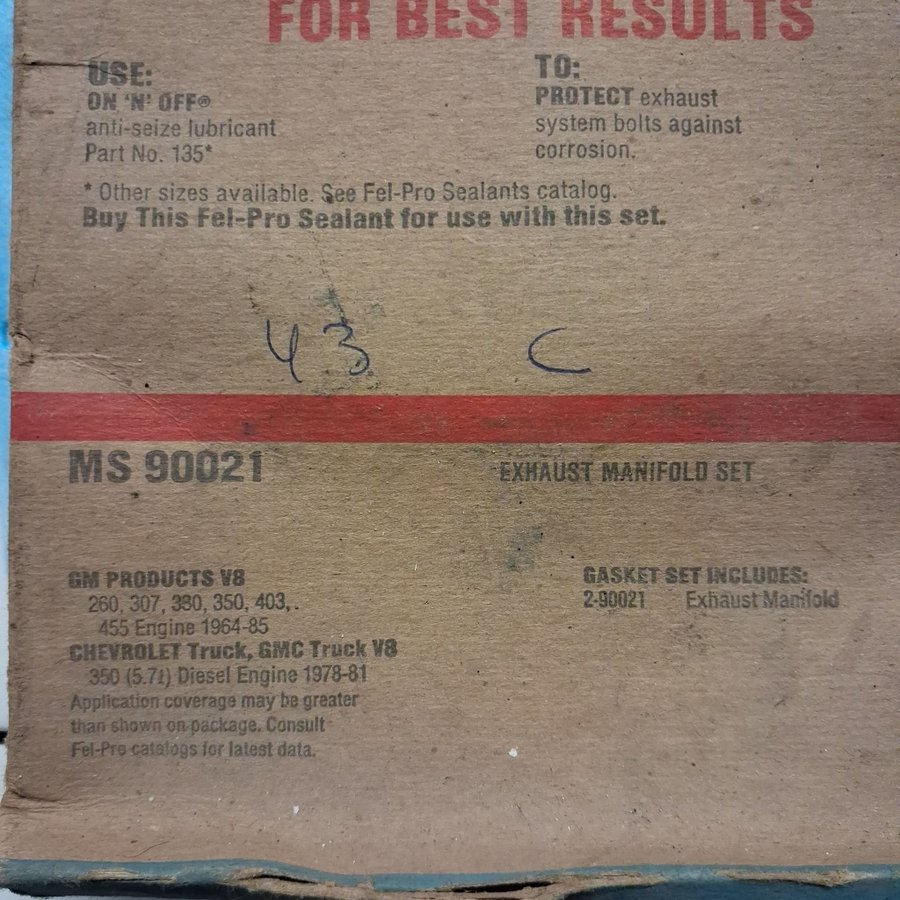 FOR BEST RESULTS
USE:
ON 'N' OFF®
anti-seize lubricant
Part No. 135*
TO:
PROTECT exhaust
system bolts against
corrosion.
* Other sizes available. See Fel-Pro Sealants catalog.
Buy This Fel-Pro Sealant for use with this set.
43 C
MS 90021
EXHAUST MANIFOLD SET
GM PRODUCTS V8
260, 307, 330, 350, 403,.
455 Engine 1964-85
CHEVROLET Truck, GMC Truck V8
350 (5.7l) Diesel Engine 1978-81
Application coverage may be greater
than shown on package. Consult
Fel-Pro catalogs for latest data.
GASKET SET INCLUDES:
2-90021 Exhaust Manifold